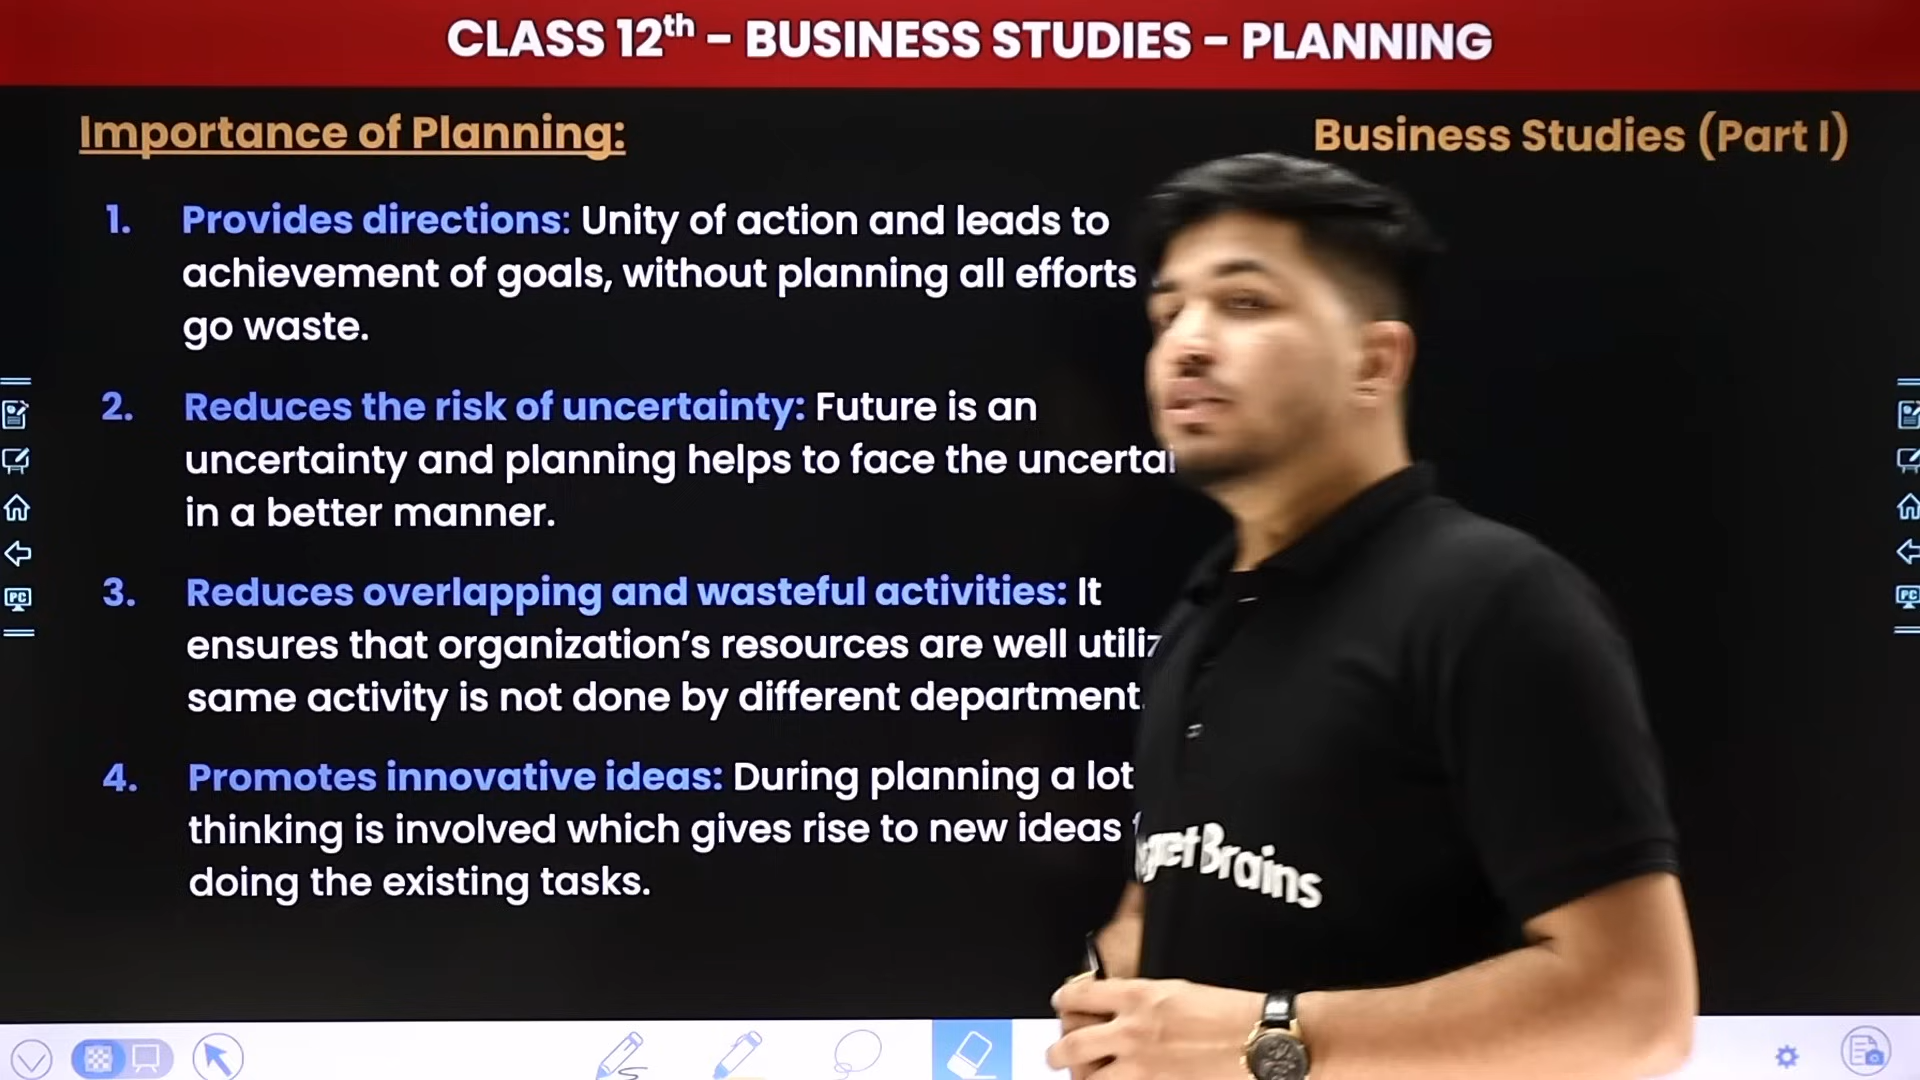 CLASS 12th – BUSINESS STUDIES – PLANNING
Importance of Planning:
Business Studies (Part I)
1. Provides directions: Unity of action and leads to
achievement of goals, without planning all efforts
go waste.
2. Reduces the risk of uncertainty: Future is an
uncertainty and planning helps to face the
in a better manner.
3. Reduces overlapping and wasteful activities: It
ensures that organization's resources are well
same activity is not done by different department.
4. Promotes innovative ideas: During planning a lot
thinking is involved which gives rise to new ideas
doing the existing tasks.
Brains
PC
PC